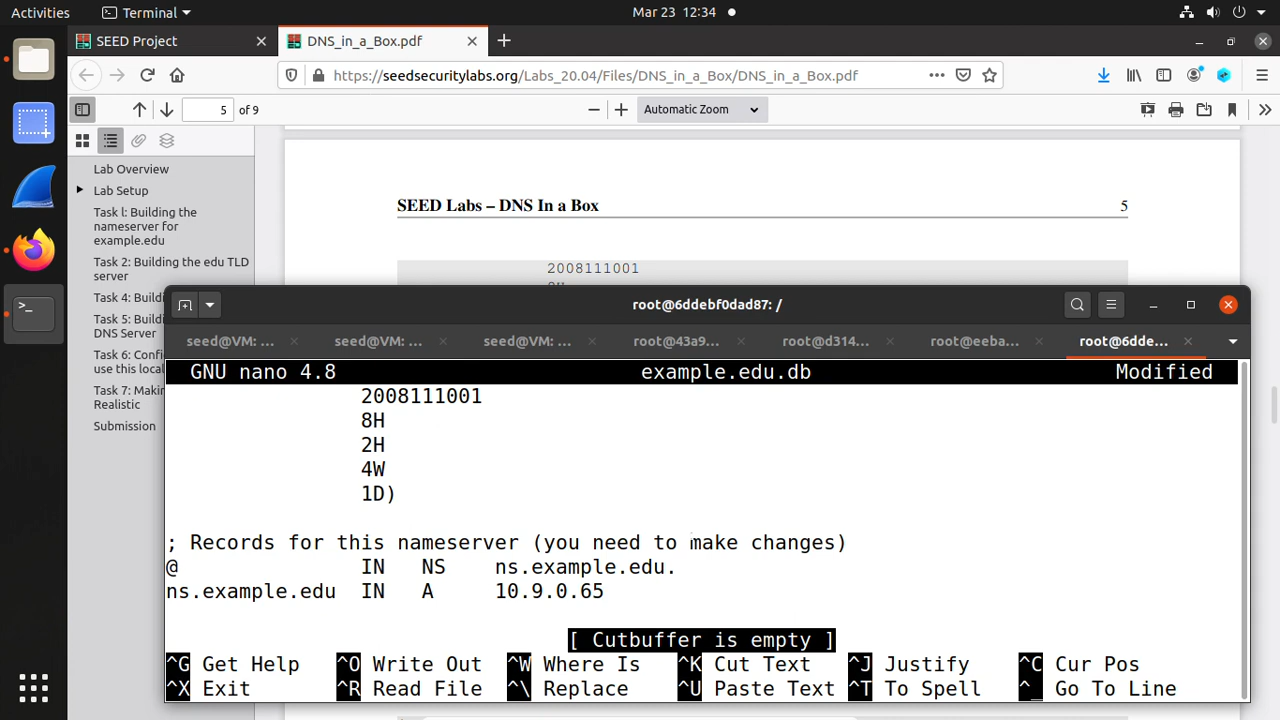 Activities Terminal Mar 23 12:34
SEED Project DNS_in_a_Box.pdf
https://seedsecuritylabs.org/Labs_20.04/Files/DNS_in_a_Box/DNS_in_a_Box.pdf
5 of 9 Automatic Zoom
Lab Overview
Lab Setup
Task l: Building the
nameserver for
example.edu
Task 2: Building the edu TLD
server
Task 4: Buildi
Task 5: Buildi
DNS Server
Task 6: Confi
use this local
Task 7: Makin
Realistic
Submission
SEED Labs – DNS In a Box 5
2008111001
root@6ddebf0dad87: /
seed@VM: ... seed@VM: ... seed@VM: ... root@43a9... root@d314... root@eeba... root@6dde...
GNU nano 4.8 example.edu.db Modified
2008111001
8H
2H
4W
1D)
; Records for this nameserver (you need to make changes)
@ IN NS ns.example.edu.
ns.example.edu IN A 10.9.0.65
[ Cutbuffer is empty ]
^G Get Help ^O Write Out ^W Where Is ^K Cut Text ^J Justify ^C Cur Pos
^X Exit ^R Read File ^\ Replace ^U Paste Text ^T To Spell ^_ Go To Line